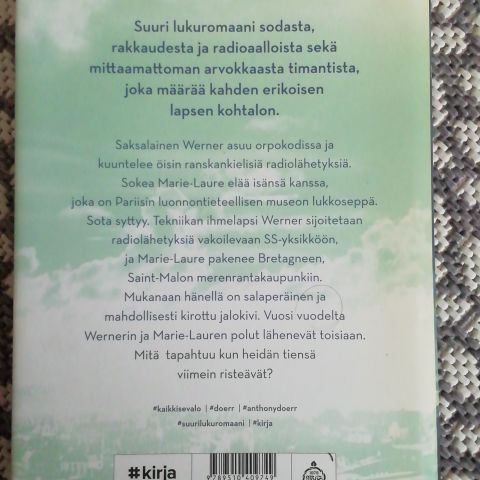 Suuri lukuromaani sodasta,
rakkaudesta ja radioaalloista sekä
mittaamattoman arvokkaasta timantista,
joka määrää kahden erikoisen
lapsen kohtalon.
Saksalainen Werner asuu orpokodissa ja
kuuntelee öisin ranskankielisiä radiolähetyksiä.
Sokea Marie-Laure elää isänsä kanssa,
joka on Pariisin luonnontieteellisen museon lukkoseppä.
Sota syttyy. Tekniikan ihmelapsi Werner sijoitetaan
radiolähetyksiä vakoilevaan SS-yksikköön,
ja Marie-Laure pakenee Bretagneen,
Saint-Malon merenrantakaupunkiin.
Mukanaan hänellä on salaperäinen ja
mahdollisesti kirottu jalokivi. Vuosi vuodelta
Wernerin ja Marie-Lauren polut lähenevät toisiaan.
Mitä tapahtuu kun heidän tiensä
viimein risteävät?
#kaikkisevalo | #doerr | #anthonydoerr
#suurilukuromaani | #kirja
#kirja
9789510409749